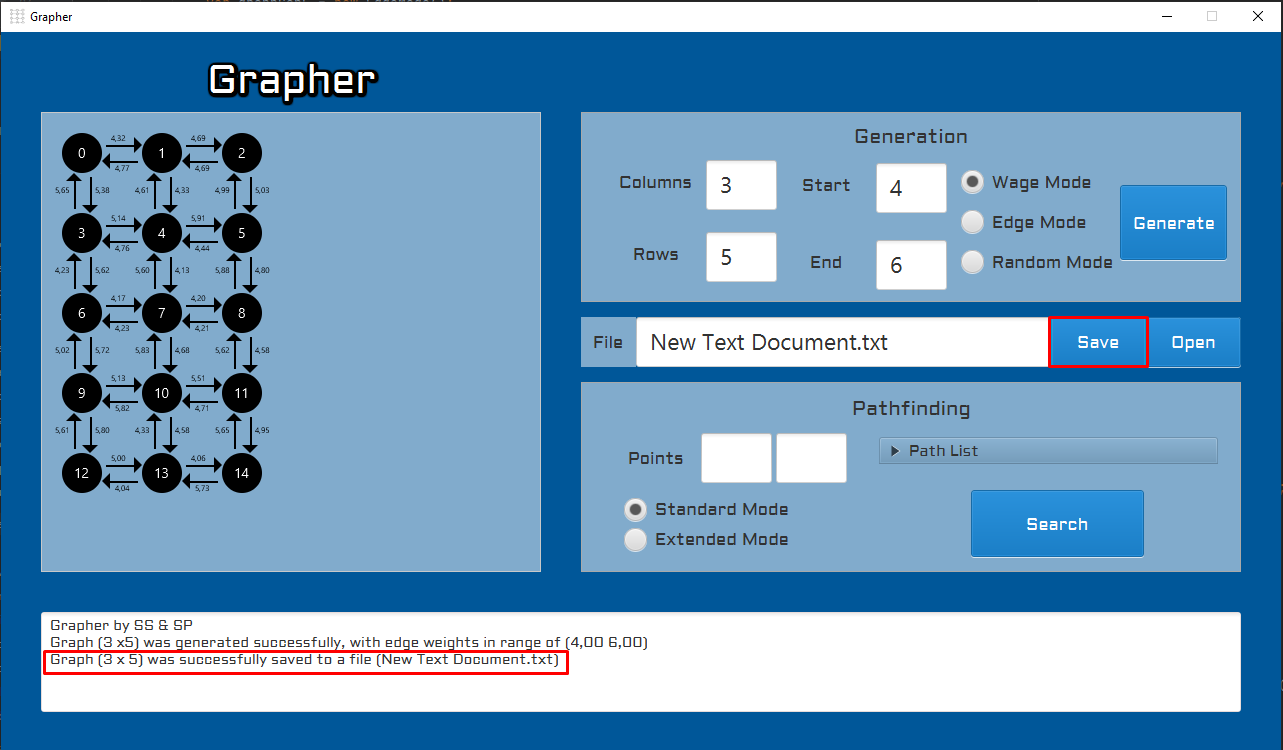 Grapher
Grapher
0 4,32 1 4,69 2
4,77 4,69
5,65 5,38 4,61 4,33 4,99 5,03
3 5,14 4 5,91 5
4,76 4,44
4,23 5,62 5,60 4,13 5,88 4,80
6 4,17 7 4,20 8
4,23 4,21
5,02 5,72 5,83 4,68 5,62 4,58
9 5,13 10 5,51 11
5,82 4,71
5,61 5,80 4,33 4,58 5,65 4,95
12 5,00 13 4,06 14
4,04 5,73
Generation
Columns 3 Start 4 Wage Mode
Edge Mode Generate
Rows 5 End 6 Random Mode
File New Text Document.txt Save Open
Pathfinding
Points Path List
Standard Mode
Extended Mode
Search
Grapher by SS & SP
Graph (3 x5) was generated successfully, with edge weights in range of (4,00 6,00)
Graph (3 x 5) was successfully saved to a file (New Text Document.txt)